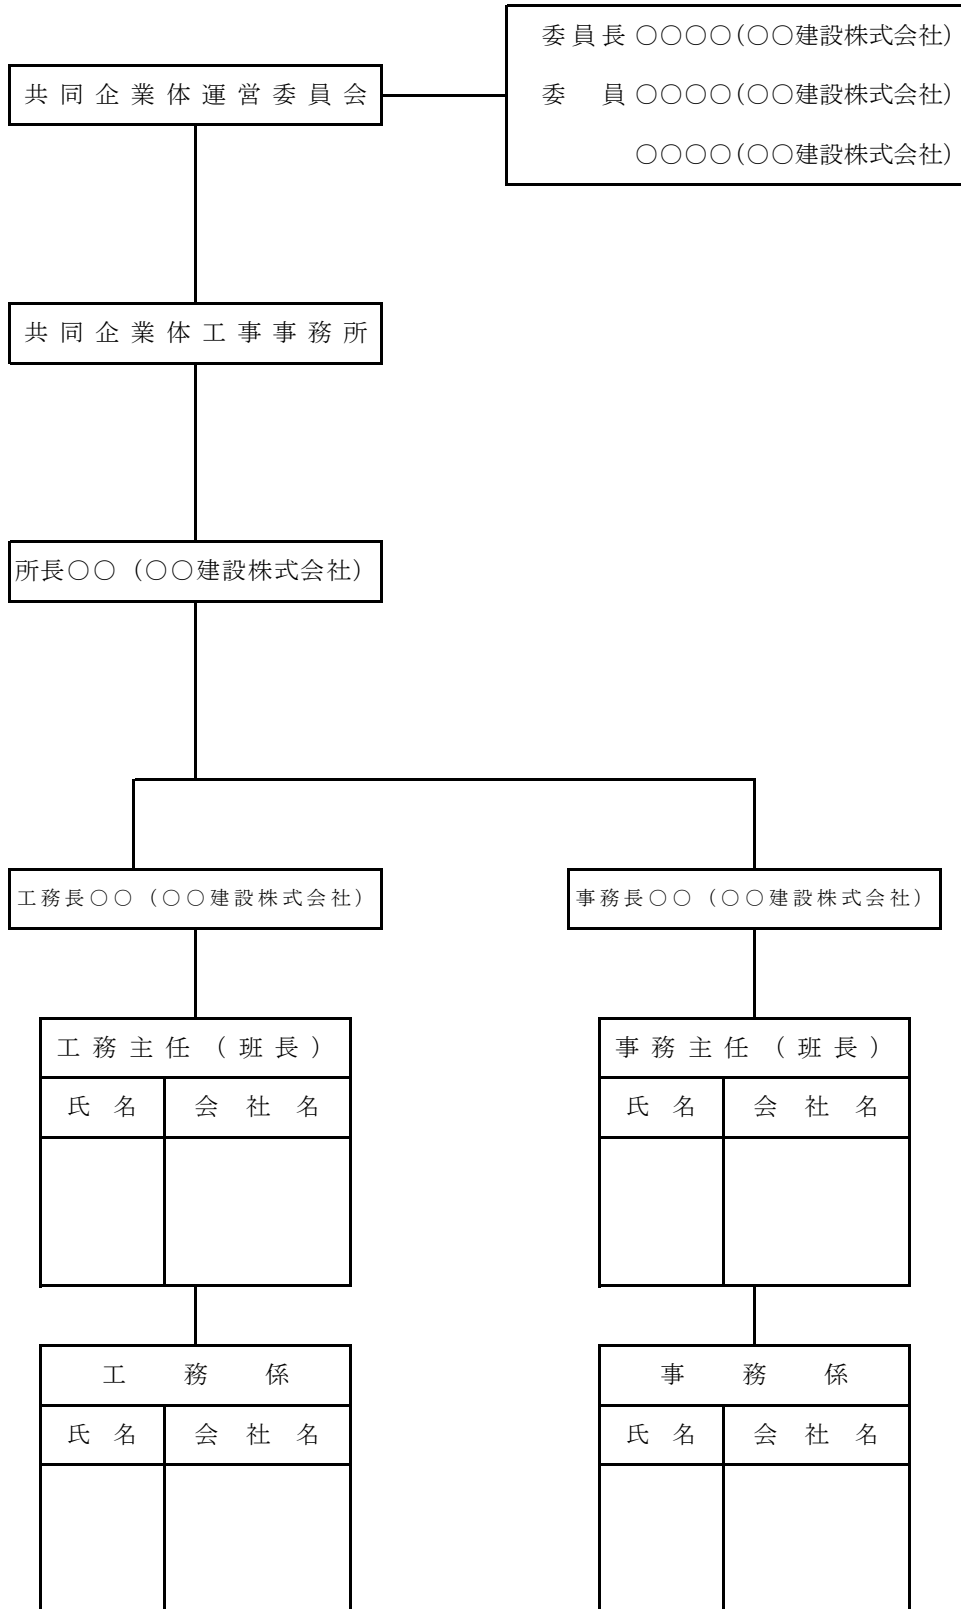 委員長 ○○○○(○○建設株式会社)
共同企業体運営委員会
委　員 ○○○○(○○建設株式会社)
○○○○(○○建設株式会社)
共同企業体工事事務所
所長○○（○○建設株式会社）
工務長○○（○○建設株式会社）
事務長○○（○○建設株式会社）
工務主任（班長）
事務主任（班長）
氏名 会社名
氏名 会社名
工務係
事務係
氏名 会社名
氏名 会社名